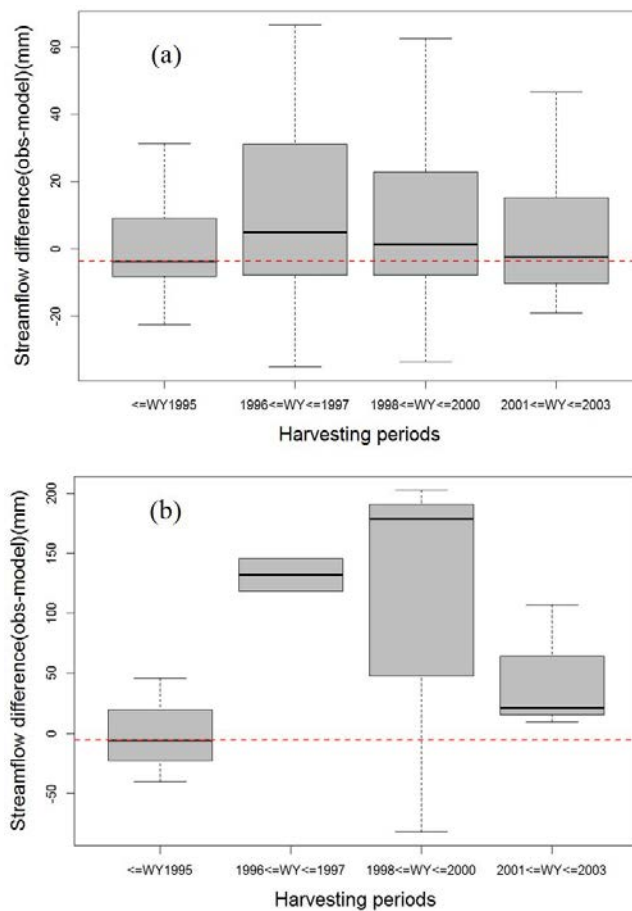 (a)
Streamflow difference(obs-model)(mm)
60
40
20
0
-20
<=WY1995
1996<=WY<=1997
1998<=WY<=2000
2001<=WY<=2003
Harvesting periods
(b)
Streamflow difference(obs-model)(mm)
200
150
100
50
0
-50
<=WY1995
1996<=WY<=1997
1998<=WY<=2000
2001<=WY<=2003
Harvesting periods